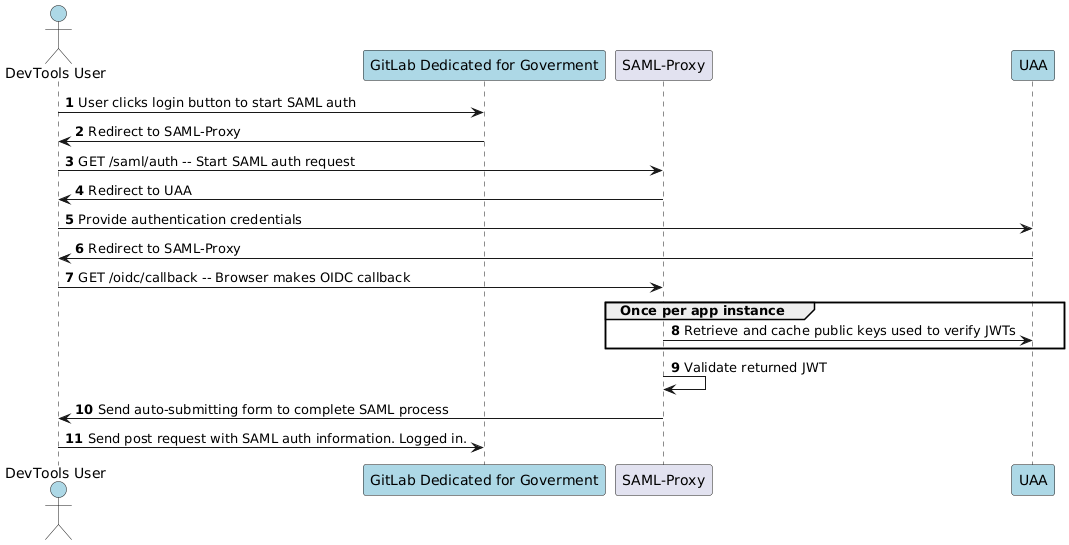 DevTools User
GitLab Dedicated for Goverment
SAML-Proxy
UAA
1 User clicks login button to start SAML auth
2 Redirect to SAML-Proxy
3 GET /saml/auth -- Start SAML auth request
4 Redirect to UAA
5 Provide authentication credentials
6 Redirect to SAML-Proxy
7 GET /oidc/callback -- Browser makes OIDC callback
Once per app instance
8 Retrieve and cache public keys used to verify JWTs
9 Validate returned JWT
10 Send auto-submitting form to complete SAML process
11 Send post request with SAML auth information. Logged in.
DevTools User
GitLab Dedicated for Goverment
SAML-Proxy
UAA